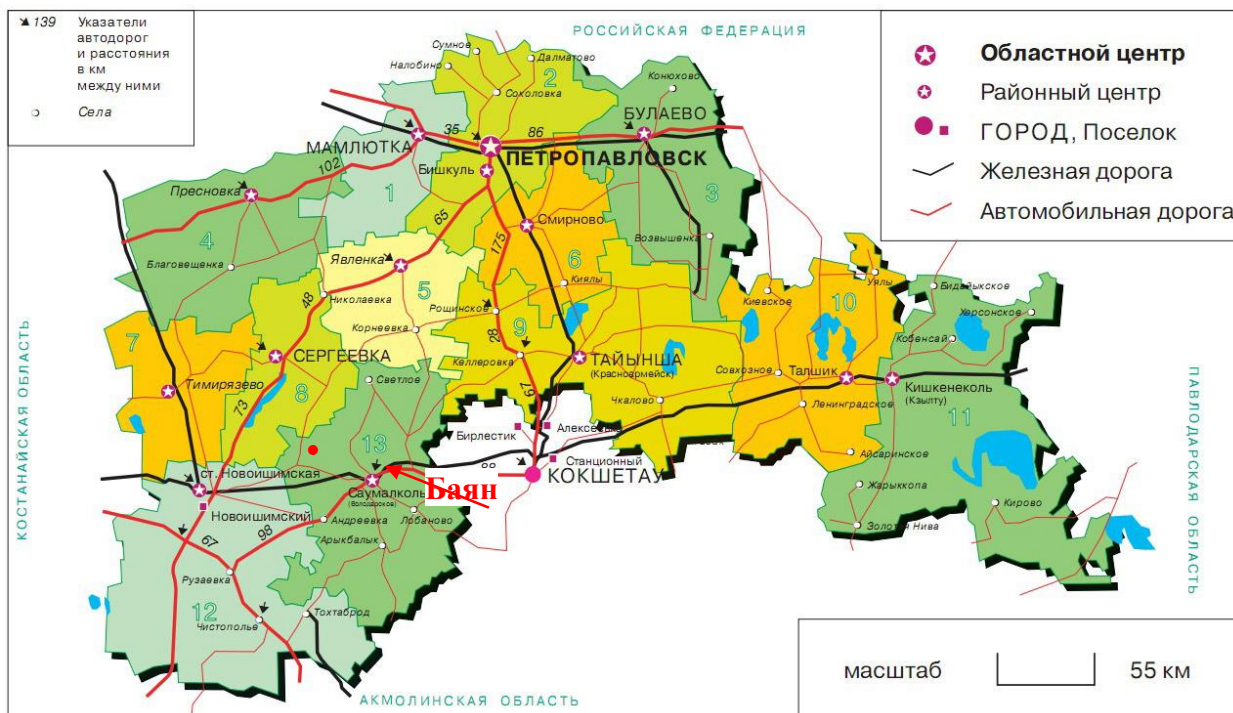 139 Указатели
автодорог
и расстояния
в км
между ними
Села
РОССИЙСКАЯ ФЕДЕРАЦИЯ
Областной центр
Районный центр
ГОРОД, Поселок
Железная дорога
Автомобильная дорога
Сумное
Налобино
Далматово
2
Соколовка
Конюхово
БУЛАЕВО
МАМЛЮТКА
35
86
ПЕТРОПАВЛОВСК
Бишкуль
102
Пресновка
1
3
65
Смирново
4
175
Возвышенка
Явленка
6
Благовещенка
5
Киялы
Уялы
Бидайыкское
Николаевка
48
Рощинское
Киевское
10
Херсонское
7
Корнеевка
28
9
Кобенсай
СЕРГЕЕВКА
Келлеровка
ТАЙЫНША
(Красноармейск)
Совхозное
Талшик
Тимирязево
8
Светлое
67
Кишкенеколь
(Кзылту)
73
Чкалово
Ленинградское
11
13
Бирлестик
Алексеевка
Айсаринское
ст. Новоишимская
88
Станционный
КОКШЕТАУ
Баян
Саумалколь
(Володарское)
Жарыккопа
Новоишимский
Андреевка
Лобаново
Кирово
67
98
Арыкбалык
Золотая Нива
Рузаевка
12
Чистополье
Тохтаброд
КОСТАНАЙСКАЯ ОБЛАСТЬ
ПАВЛОДАРСКАЯ ОБЛАСТЬ
АКМОЛИНСКАЯ ОБЛАСТЬ
масштаб
55 км